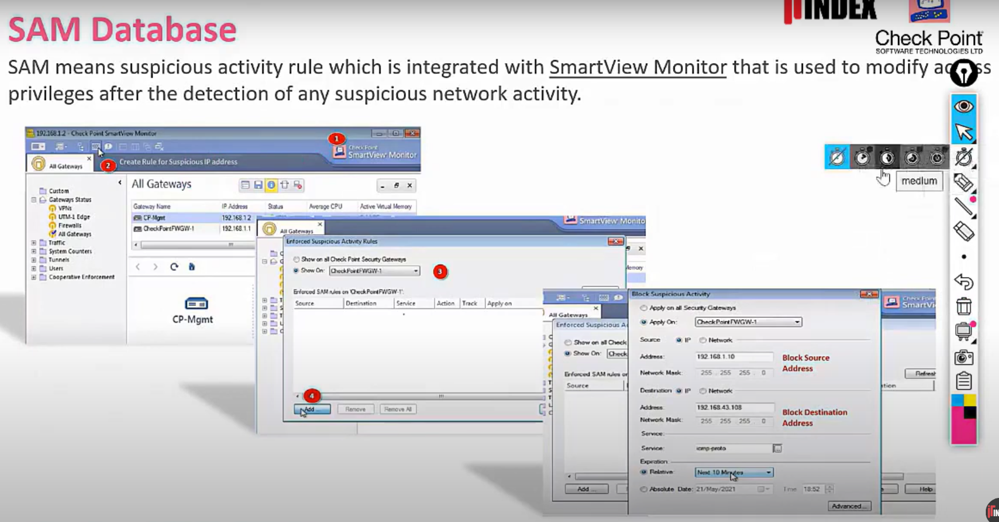 SAM Database
INDEX
Check Point
SOFTWARE TECHNOLOGIES LTD
SAM means suspicious activity rule which is integrated with SmartView Monitor that is used to modify
privileges after the detection of any suspicious network activity.
192.168.1.2 - Check Point SmartView Monitor
1
Check Point
SmartView Monitor
All Gateways
2
Create Rule for Suspicious IP address
Custom
Gateways Status
VPNs
UTM-1 Edge
Firewalls
All Gateways
Traffic
System Counters
Tunnels
Users
Cooperative Enforcement
All Gateways
Gateway Name IP Address Status Average CPU Active Virtual Memory
CP-Mgmt 192.168.1.2
CheckPointFWGW-1 192.168.1.1
CP-Mgmt
SmartView Monito
All Gateways
Enforced Suspicious Activity Rules
Show on all Check Point Security Gateways
Show On: CheckPointFWGW-1
3
Enforced SAM rules on 'CheckPointFWGW-1':
Source Destination Service Action Track Apply on
4
Add... Remove Remove All
All Gateways
Enforced Suspicious A
Show on all Check
Show On: Check
Enforced SAM rules or
Source
Add ...
Block Suspicious Activity
Apply on all Security Gateways
Apply On: CheckPointFWGW-1
Source IP Network
Address: 192.168.1.10
Block Source
Address
Network Mask: 255 . 255 . 255 . 0
Destination IP Network
Address: 192.168.43.108
Block Destination
Address
Network Mask: 255 255 255 0
Service:
Service: icmp-proto
Expiration
Relative: Next 10 Minutes
Absolute Date: 21/May/2021 Time 18:52
Advanced...
Check Poin
SmartVi
Refresh
Help
medium